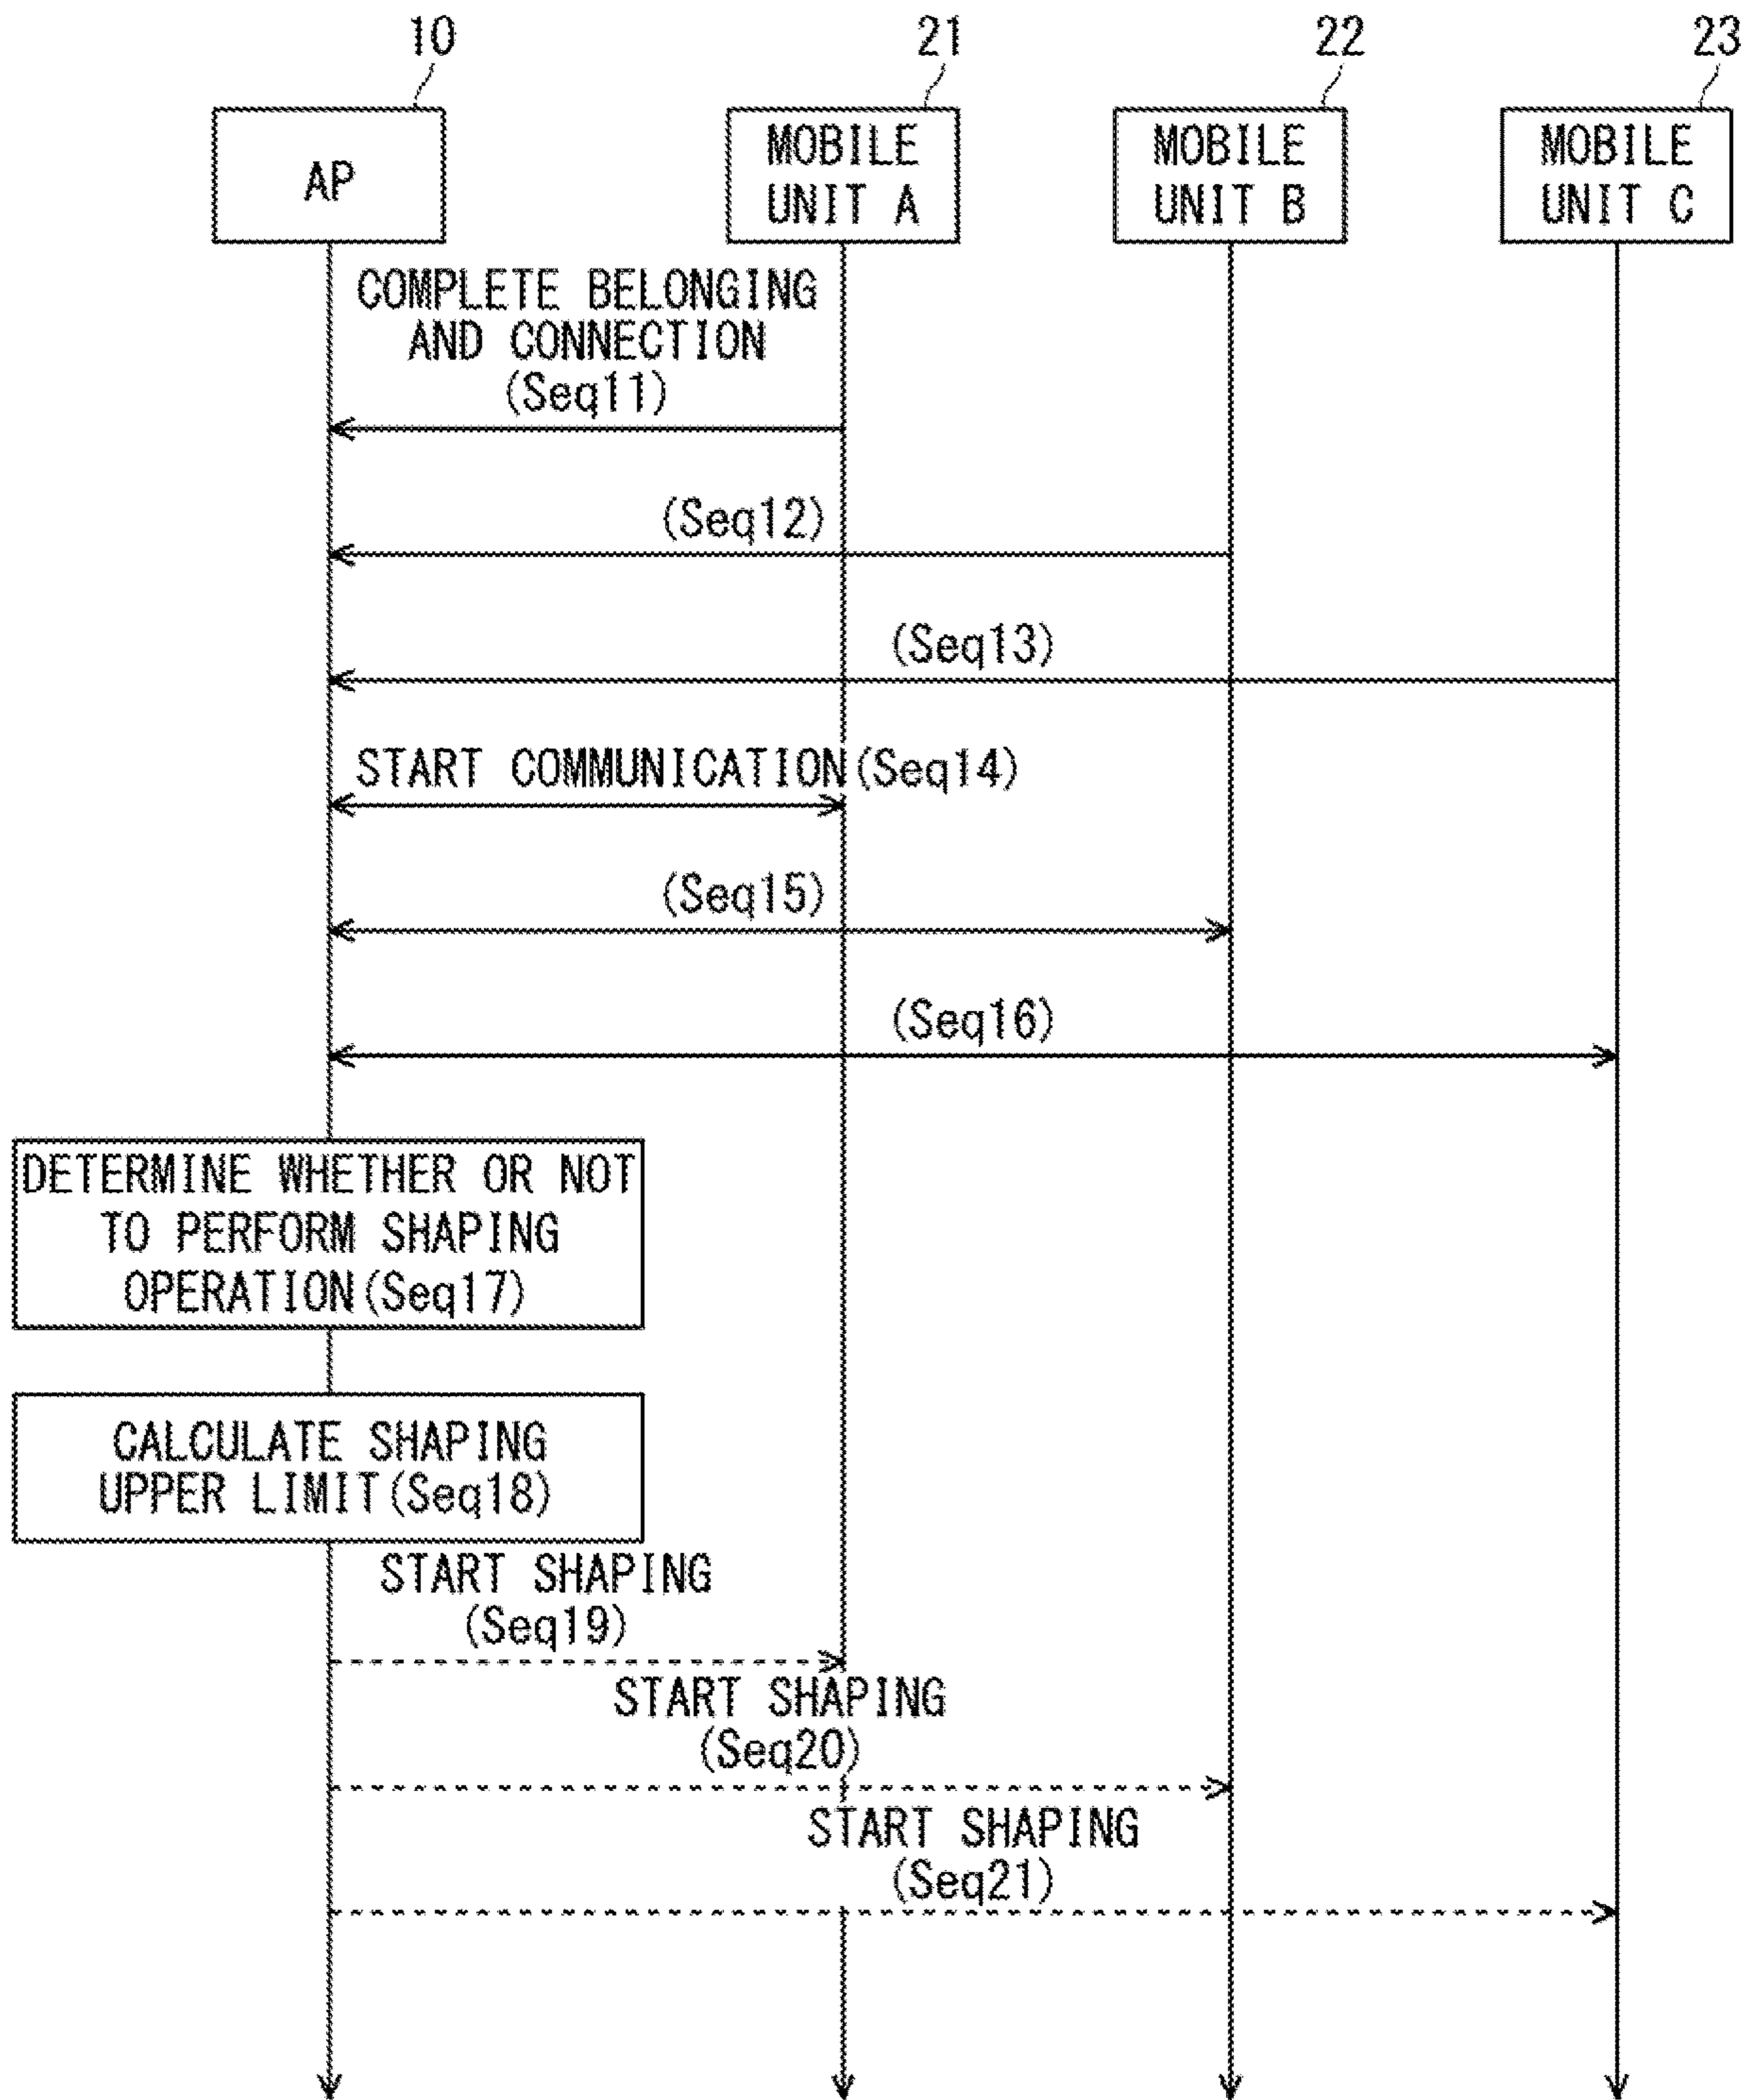 10
21
22
23
AP
MOBILE
UNIT A
MOBILE
UNIT B
MOBILE
UNIT C
COMPLETE BELONGING
AND CONNECTION
(Seq11)
(Seq12)
(Seq13)
START COMMUNICATION(Seq14)
(Seq15)
(Seq16)
DETERMINE WHETHER OR NOT
TO PERFORM SHAPING
OPERATION(Seq17)
CALCULATE SHAPING
UPPER LIMIT(Seq18)
START SHAPING
(Seq19)
START SHAPING
(Seq20)
START SHAPING
(Seq21)